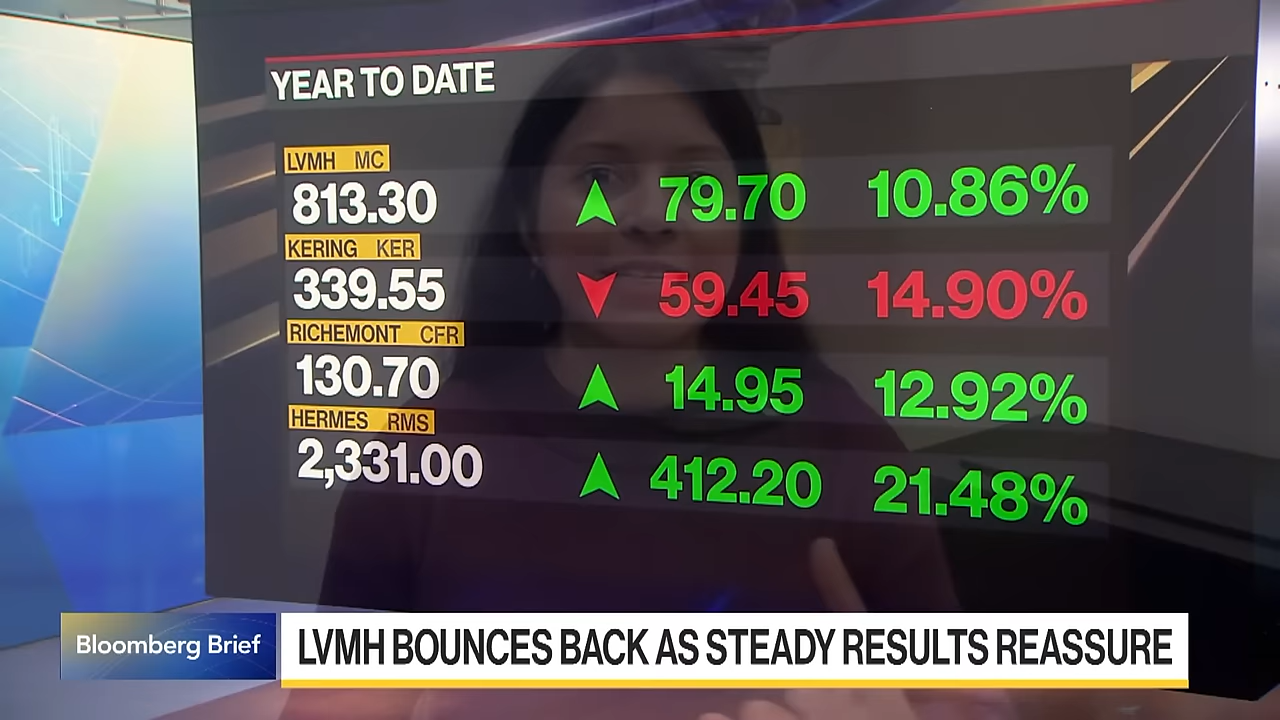 YEAR TO DATE
LVMH MC
813.30 79.70 10.86%
KERING KER
339.55 59.45 14.90%
RICHEMONT CFR
130.70 14.95 12.92%
HERMES RMS
2,331.00 412.20 21.48%
Bloomberg Brief
LVMH BOUNCES BACK AS STEADY RESULTS REASSURE